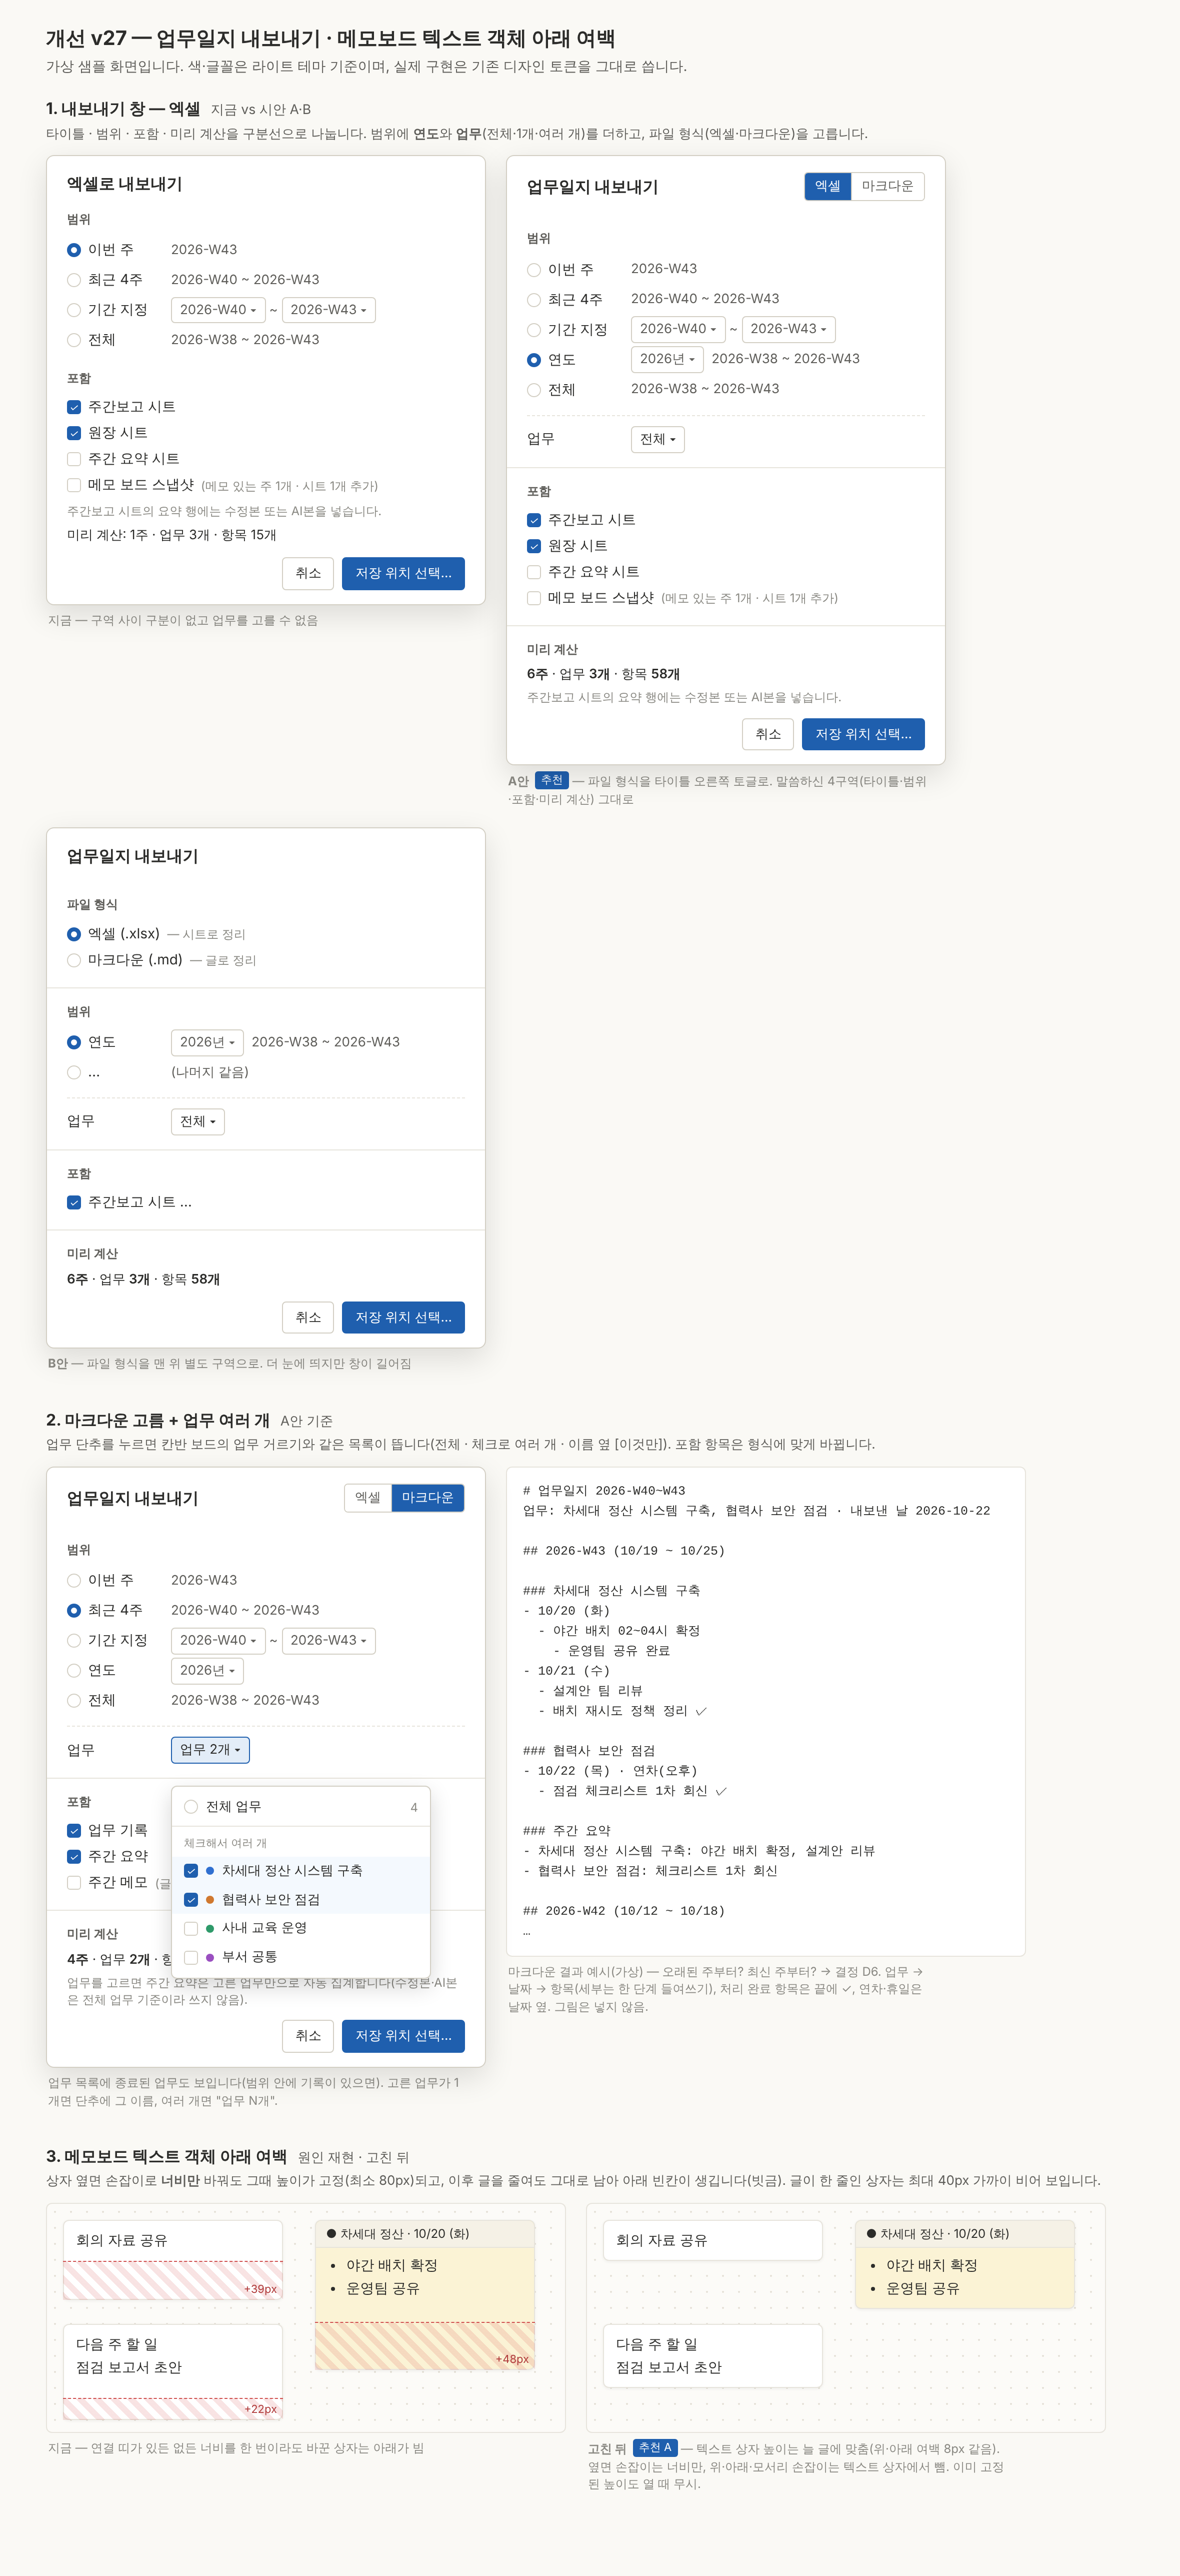 개선 v27 — 업무일지 내보내기 · 메모보드 텍스트 객체 아래 여백
가상 샘플 화면입니다. 색·글꼴은 라이트 테마 기준이며, 실제 구현은 기존 디자인 토큰을 그대로 씁니다.
1. 내보내기 창 — 엑셀 지금 vs 시안 A·B
타이틀 · 범위 · 포함 · 미리 계산을 구분선으로 나눕니다. 범위에 연도와 업무(전체·1개·여러 개)를 더하고, 파일 형식(엑셀·마크다운)을 고릅니다.
엑셀로 내보내기
범위
이번 주 2026-W43
최근 4주 2026-W40 ~ 2026-W43
기간 지정 2026-W40 ~ 2026-W43
전체 2026-W38 ~ 2026-W43
포함
주간보고 시트
원장 시트
주간 요약 시트
메모 보드 스냅샷 (메모 있는 주 1개 · 시트 1개 추가)
주간보고 시트의 요약 행에는 수정본 또는 AI본을 넣습니다.
미리 계산: 1주 · 업무 3개 · 항목 15개
취소 저장 위치 선택...
지금 — 구역 사이 구분이 없고 업무를 고를 수 없음
업무일지 내보내기 엑셀 마크다운
범위
이번 주 2026-W43
최근 4주 2026-W40 ~ 2026-W43
기간 지정 2026-W40 ~ 2026-W43
연도 2026년 2026-W38 ~ 2026-W43
전체 2026-W38 ~ 2026-W43
업무 전체
포함
주간보고 시트
원장 시트
주간 요약 시트
메모 보드 스냅샷 (메모 있는 주 1개 · 시트 1개 추가)
미리 계산
6주 · 업무 3개 · 항목 58개
주간보고 시트의 요약 행에는 수정본 또는 AI본을 넣습니다.
취소 저장 위치 선택...
A안 추천 — 파일 형식을 타이틀 오른쪽 토글로. 말씀하신 4구역(타이틀·범위
·포함·미리 계산) 그대로
업무일지 내보내기
파일 형식
엑셀 (.xlsx) — 시트로 정리
마크다운 (.md) — 글로 정리
범위
연도 2026년 2026-W38 ~ 2026-W43
... (나머지 같음)
업무 전체
포함
주간보고 시트 ...
미리 계산
6주 · 업무 3개 · 항목 58개
취소 저장 위치 선택...
B안 — 파일 형식을 맨 위 별도 구역으로. 더 눈에 띄지만 창이 길어짐
2. 마크다운 고름 + 업무 여러 개 A안 기준
업무 단추를 누르면 칸반 보드의 업무 거르기와 같은 목록이 뜹니다(전체 · 체크로 여러 개 · 이름 옆 [이것만]). 포함 항목은 형식에 맞게 바뀝니다.
업무일지 내보내기 엑셀 마크다운
범위
이번 주 2026-W43
최근 4주 2026-W40 ~ 2026-W43
기간 지정 2026-W40 ~ 2026-W43
연도 2026년
전체 2026-W38 ~ 2026-W43
업무 업무 2개
포함
업무 기록
주간 요약
주간 메모 (글
전체 업무 4
체크해서 여러 개
차세대 정산 시스템 구축
협력사 보안 점검
사내 교육 운영
부서 공통
미리 계산
4주 · 업무 2개 · 항
업무를 고르면 주간 요약은 고른 업무만으로 자동 집계합니다(수정본·AI본
은 전체 업무 기준이라 쓰지 않음).
취소 저장 위치 선택...
업무 목록에 종료된 업무도 보입니다(범위 안에 기록이 있으면). 고른 업무가 1
개면 단추에 그 이름, 여러 개면 "업무 N개".
# 업무일지 2026-W40~W43
업무: 차세대 정산 시스템 구축, 협력사 보안 점검 · 내보낸 날 2026-10-22
## 2026-W43 (10/19 ~ 10/25)
### 차세대 정산 시스템 구축
- 10/20 (화)
- 야간 배치 02~04시 확정
- 운영팀 공유 완료
- 10/21 (수)
- 설계안 팀 리뷰
- 배치 재시도 정책 정리 ✓
### 협력사 보안 점검
- 10/22 (목) · 연차(오후)
- 점검 체크리스트 1차 회신 ✓
### 주간 요약
- 차세대 정산 시스템 구축: 야간 배치 확정, 설계안 리뷰
- 협력사 보안 점검: 체크리스트 1차 회신
## 2026-W42 (10/12 ~ 10/18)
…
마크다운 결과 예시(가상) — 오래된 주부터? 최신 주부터? → 결정 D6. 업무 →
날짜 → 항목(세부는 한 단계 들여쓰기), 처리 완료 항목은 끝에 ✓, 연차·휴일은
날짜 옆. 그림은 넣지 않음.
3. 메모보드 텍스트 객체 아래 여백 원인 재현 · 고친 뒤
상자 옆면 손잡이로 너비만 바꿔도 그때 높이가 고정(최소 80px)되고, 이후 글을 줄여도 그대로 남아 아래 빈칸이 생깁니다(빗금). 글이 한 줄인 상자는 최대 40px 가까이 비어 보입니다.
회의 자료 공유
+39px
다음 주 할 일
점검 보고서 초안
+22px
● 차세대 정산 · 10/20 (화)
• 야간 배치 확정
• 운영팀 공유
+48px
지금 — 연결 띠가 있든 없든 너비를 한 번이라도 바꾼 상자는 아래가 빔
회의 자료 공유
다음 주 할 일
점검 보고서 초안
● 차세대 정산 · 10/20 (화)
• 야간 배치 확정
• 운영팀 공유
고친 뒤 추천 A — 텍스트 상자 높이는 늘 글에 맞춤(위·아래 여백 8px 같음).
옆면 손잡이는 너비만, 위·아래·모서리 손잡이는 텍스트 상자에서 뺌. 이미 고정
된 높이도 열 때 무시.